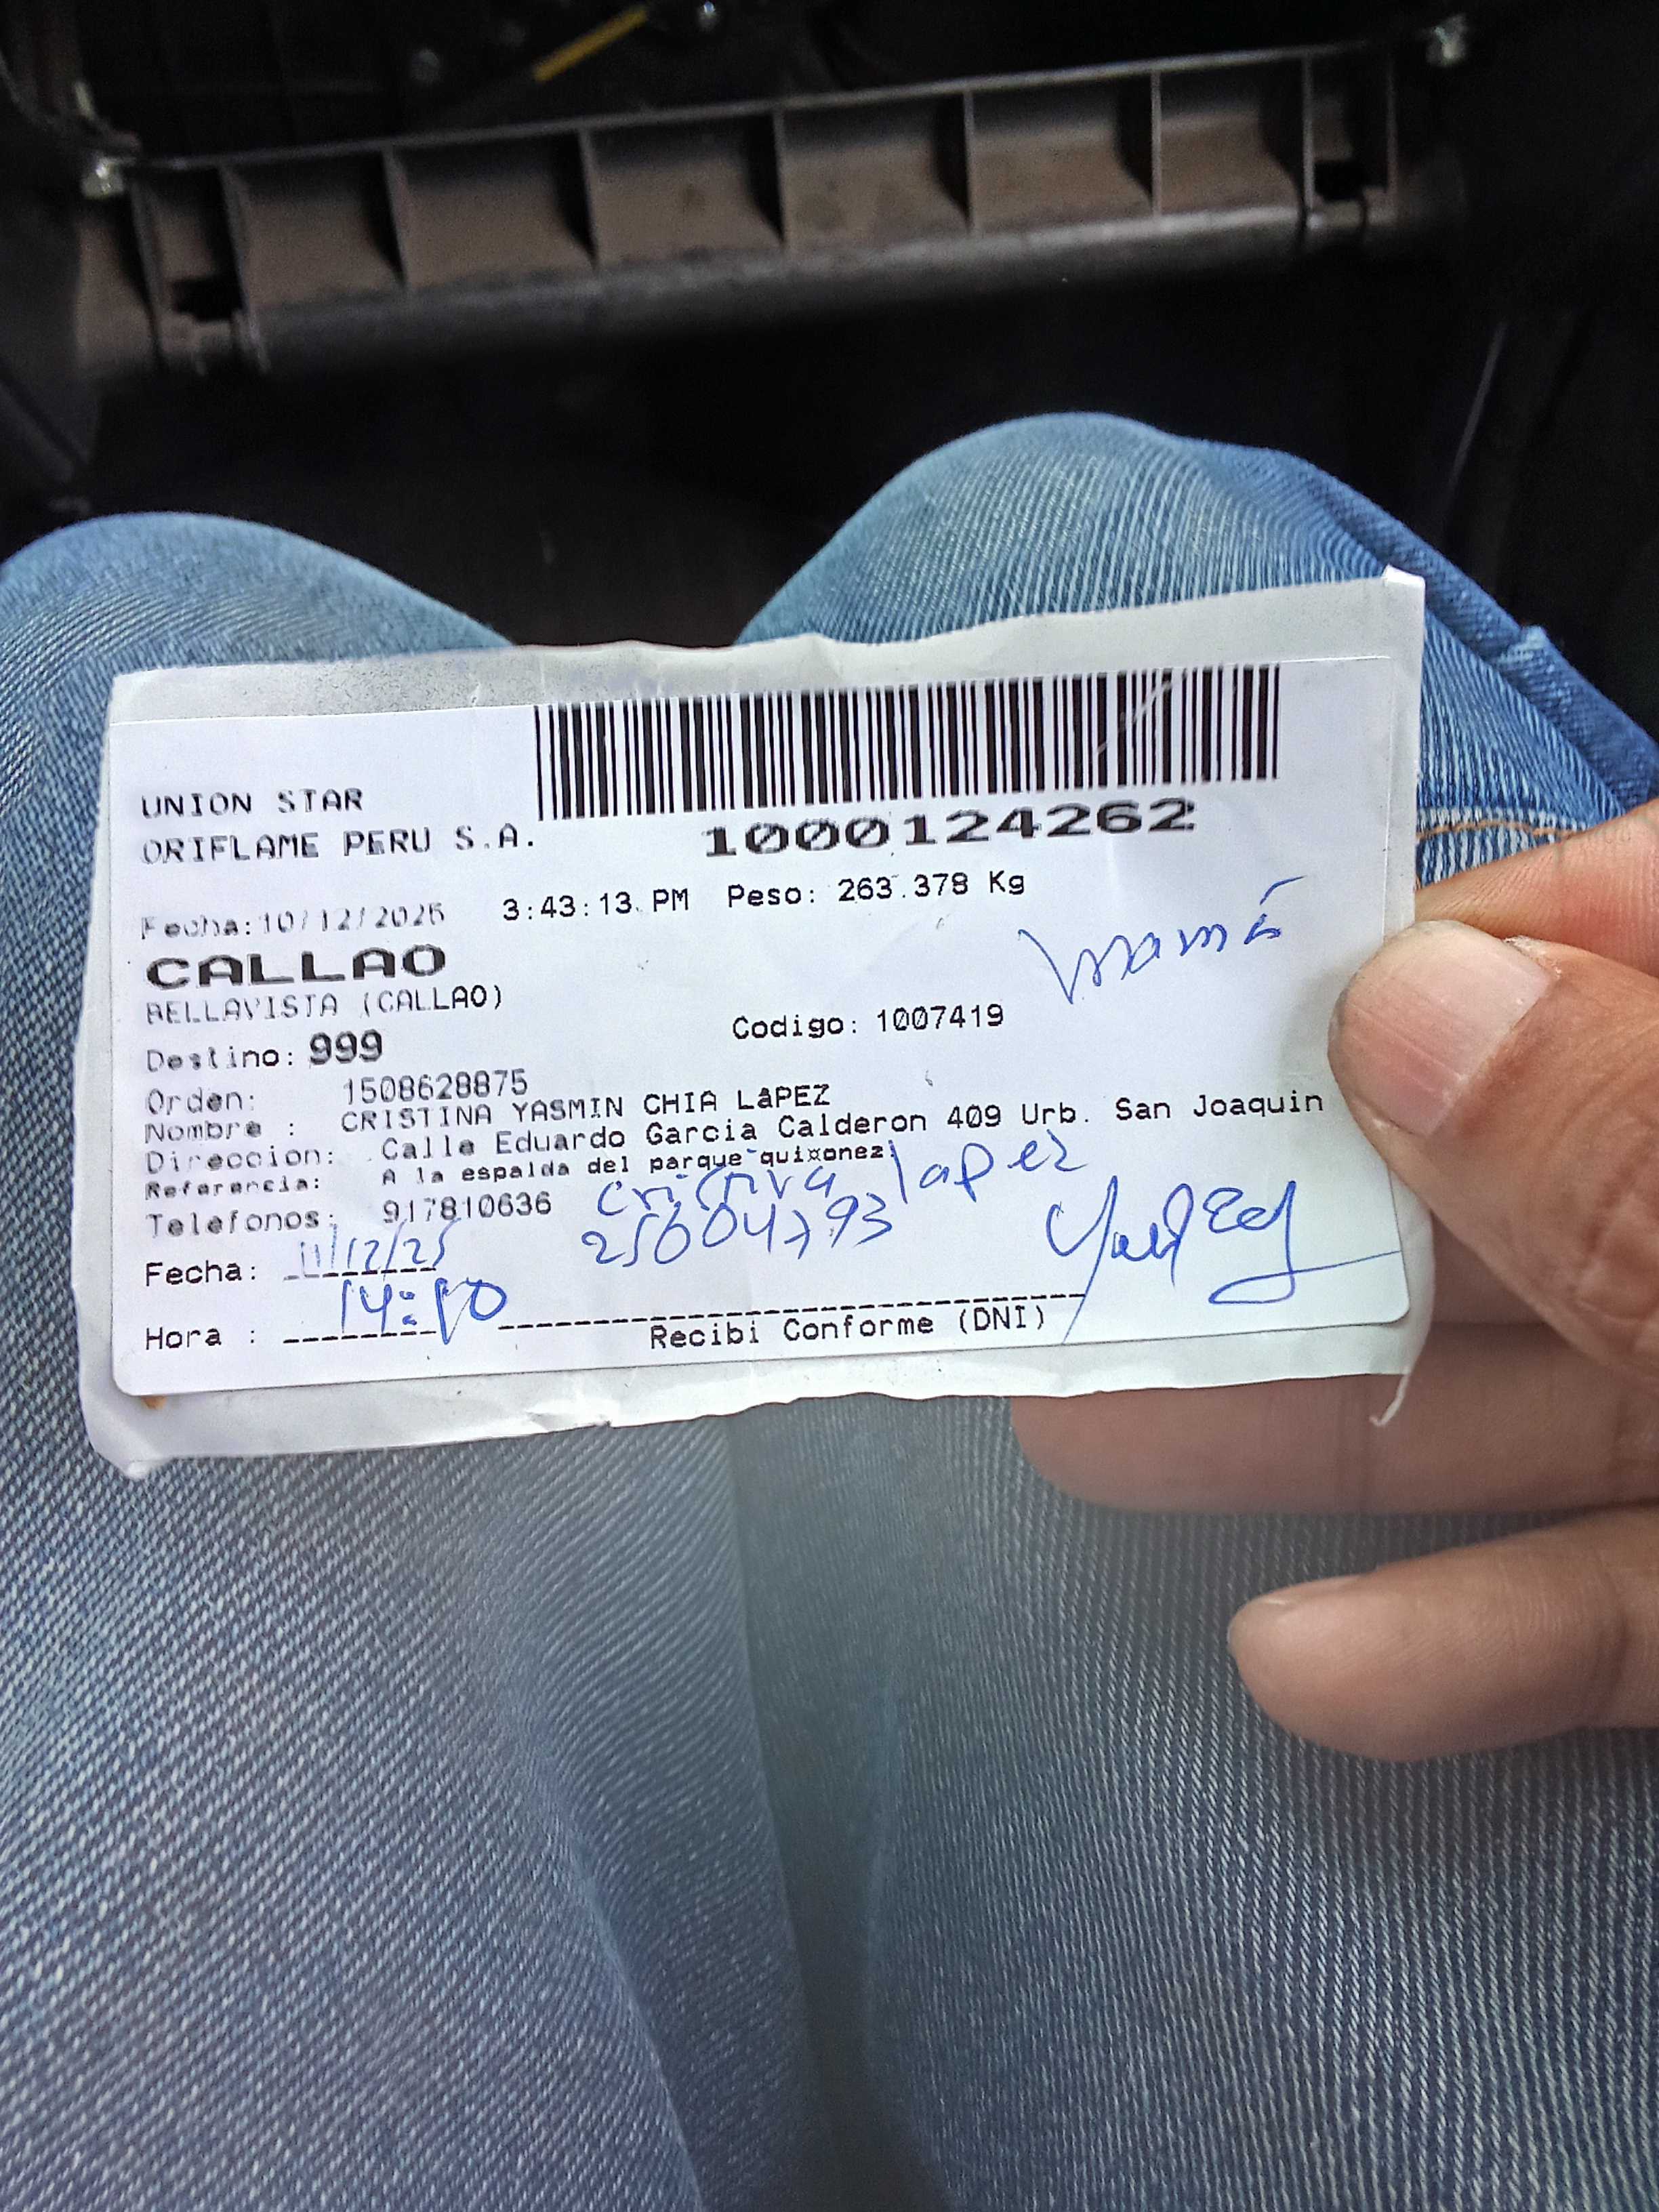 UNION STAR
ORIFLAME PERU S.A.
1000124262
Fecha:10/12/2025 3:43:13 PM Peso: 263.378 Kg
CALLAO
mamá
BELLAVISTA (CALLAO)
Destino: 999 Codigo: 1007419
Orden: 1508628875
Nombre : CRISTINA YASMIN CHIA LàPEZ
Direccion: Calle Eduardo Garcia Calderon 409 Urb. San Joaquin
Referencia: A la espalda del parque quixonez
Telefonos: 917810636
lapez
Fecha: 11/12/25 25004793
Hora : 14:10
Recibi Conforme (DNI)